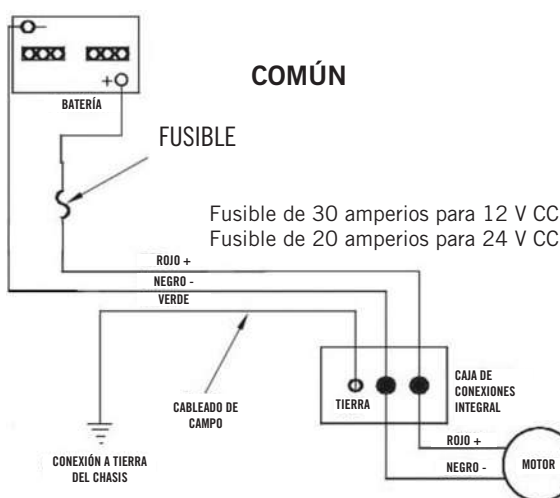 -
+
BATERÍA
COMÚN
FUSIBLE
Fusible de 30 amperios para 12 V CC
Fusible de 20 amperios para 24 V CC
ROJO +
NEGRO -
VERDE
CABLEADO DE
CAMPO
CONEXIÓN A TIERRA
DEL CHASIS
TIERRA
CAJA DE
CONEXIONES
INTEGRAL
ROJO +
NEGRO -
MOTOR